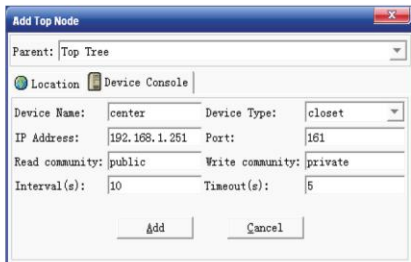 Add Top Node
Parent: Top Tree
Location Device Console
Device Name: center Device Type: closet
IP Address: 192.168.1.251 Port: 161
Read community: public Write community: private
Interval(s): 10 Timeout(s): 5
Add Cancel